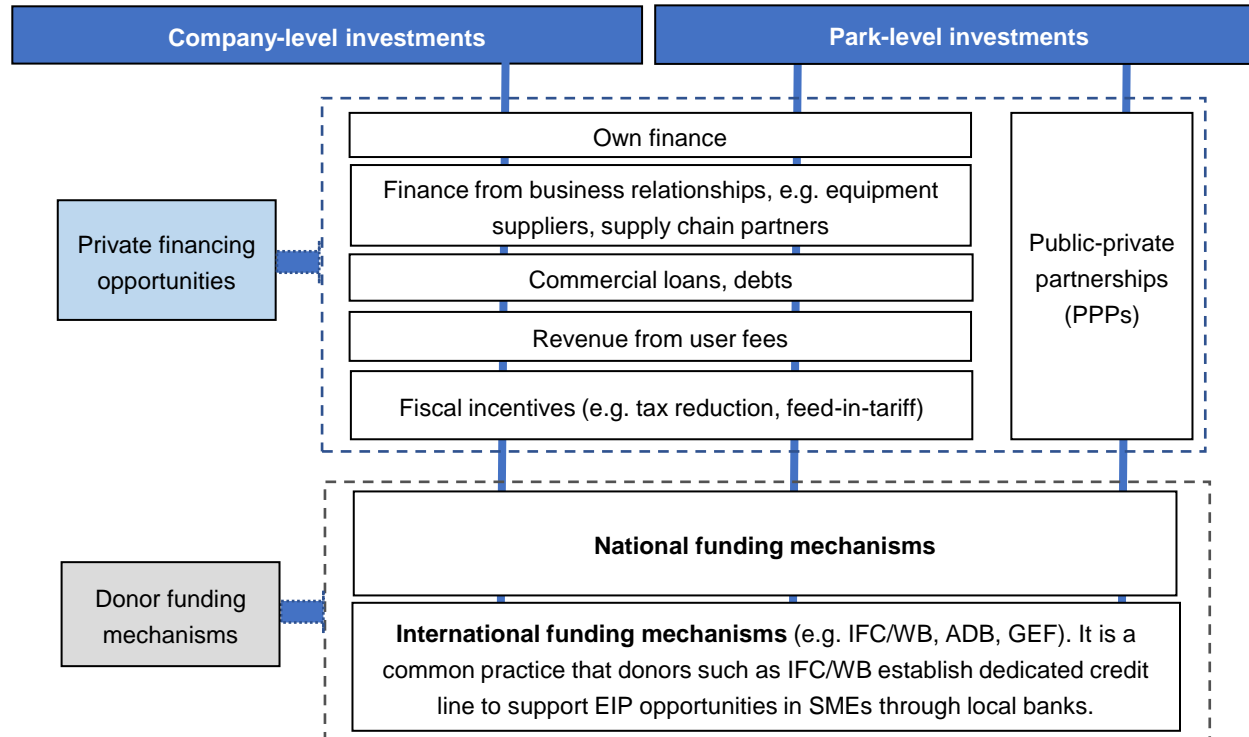 Company-level investments
Park-level investments
Own finance
Finance from business relationships, e.g. equipment
suppliers, supply chain partners
Commercial loans, debts
Revenue from user fees
Fiscal incentives (e.g. tax reduction, feed-in-tariff)
Public-private
partnerships
(PPPs)
Private financing
opportunities
National funding mechanisms
Donor funding
mechanisms
International funding mechanisms (e.g. IFC/WB, ADB, GEF). It is a
common practice that donors such as IFC/WB establish dedicated credit
line to support EIP opportunities in SMEs through local banks.